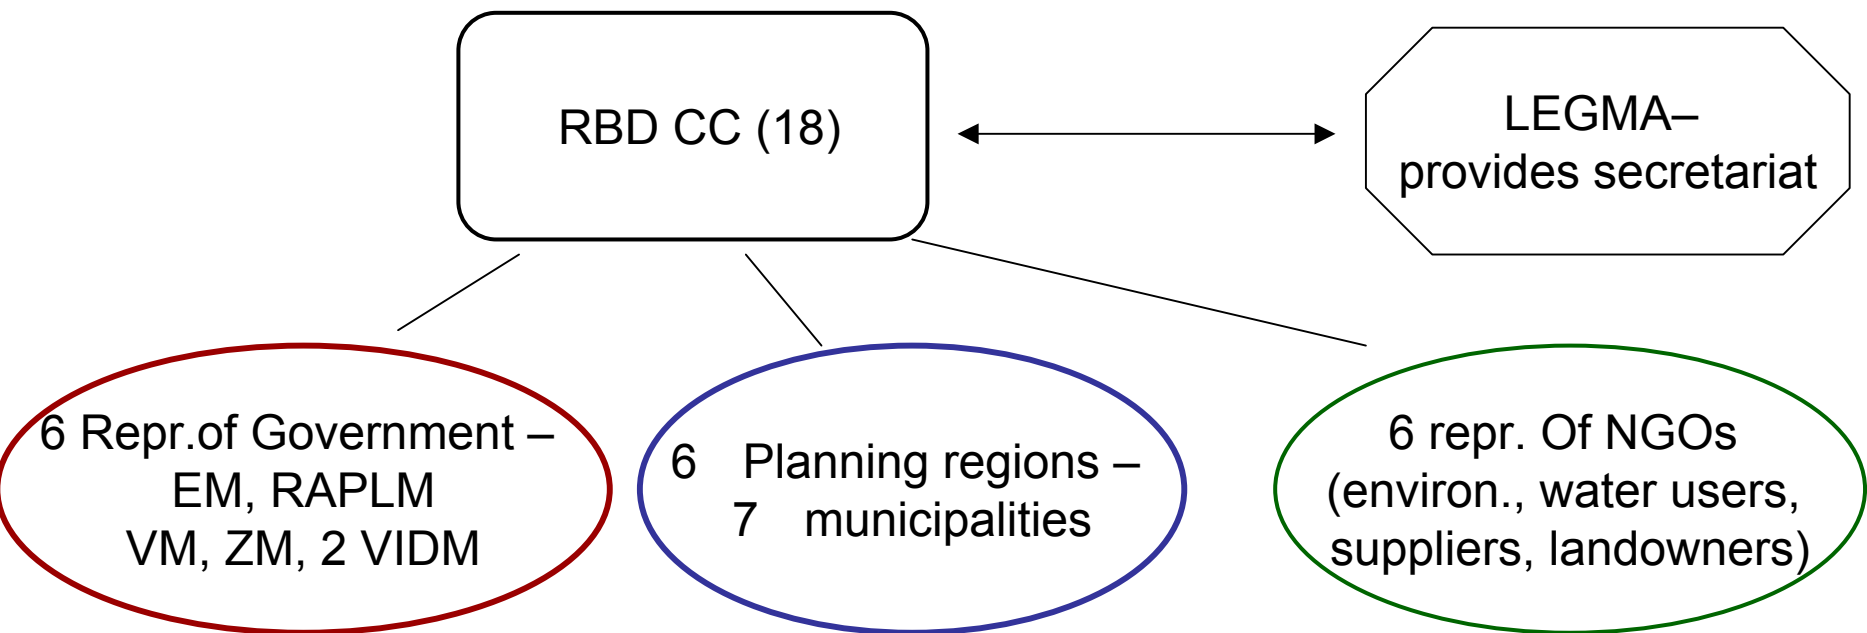 RBD CC (18)
LEGMA–
provides secretariat
6 Repr.of Government –
EM, RAPLM
VM, ZM, 2 VIDM
6 Planning regions –
7 municipalities
6 repr. Of NGOs
(environ., water users,
suppliers, landowners)